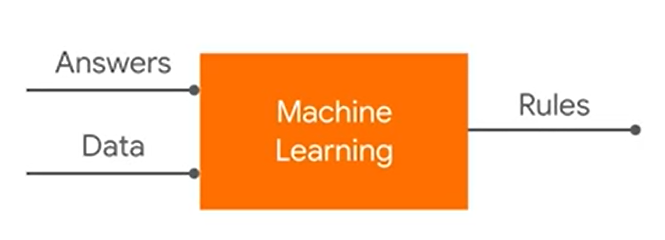 Answers
Data
Machine
Learning
Rules